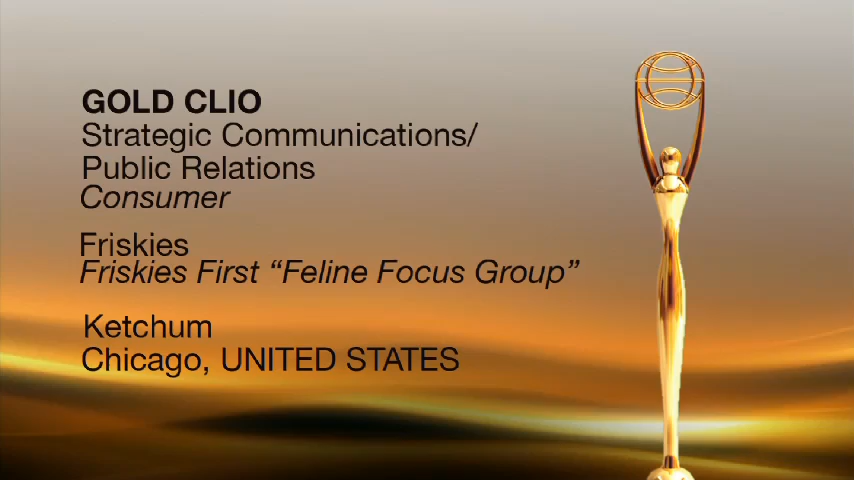 GOLD CLIO
Strategic Communications/
Public Relations
Consumer
Friskies
Friskies First “Feline Focus Group”
Ketchum
Chicago, UNITED STATES